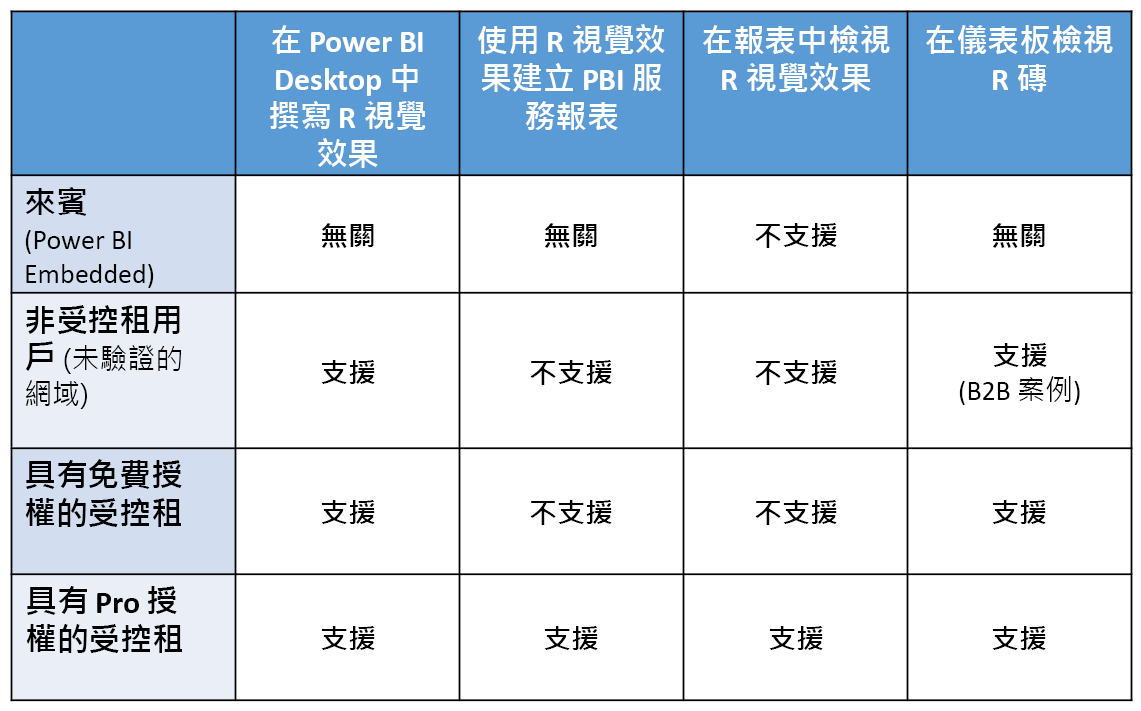 在 Power BI
Desktop 中
撰寫 R 視覺
效果
使用 R 視覺效
果建立 PBI 服
務報表
在報表中檢視
R 視覺效果
在儀表板檢視
R 磚
來賓
(Power BI
Embedded)
無關
無關
不支援
無關
非受控租用
戶 (未驗證的
網域)
支援
不支援
不支援
支援
(B2B 案例)
具有免費授
權的受控租
支援
不支援
不支援
支援
具有 Pro 授
權的受控租
支援
支援
支援
支援